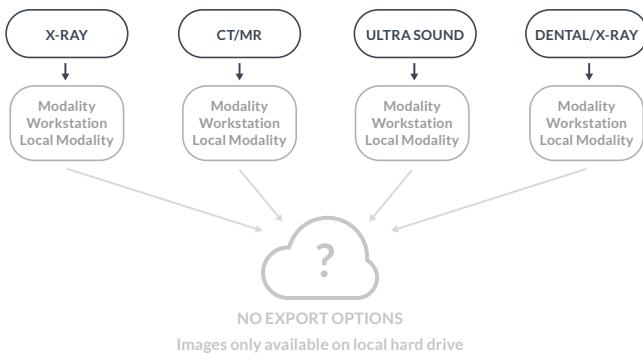 X-RAY
CT/MR
ULTRA SOUND
DENTAL/X-RAY
Modality
Workstation
Local Modality
Modality
Workstation
Local Modality
Modality
Workstation
Local Modality
Modality
Workstation
Local Modality
?
NO EXPORT OPTIONS
Images only available on local hard drive